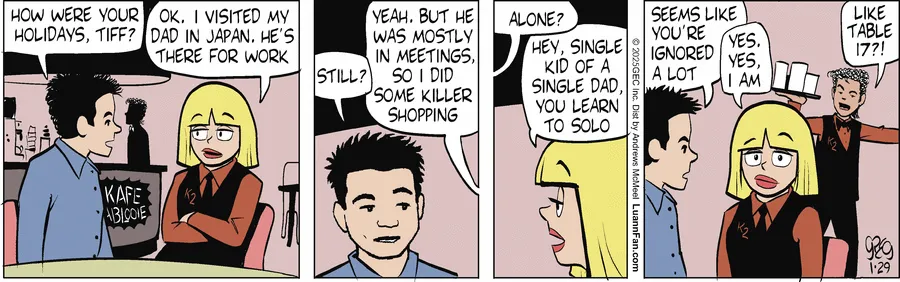 HOW WERE YOUR
HOLIDAYS, TIFF?
OK. I VISITED MY
DAD IN JAPAN. HE'S
THERE FOR WORK
KAFE
ABLOOIE
K2
STILL?
YEAH. BUT HE
WAS MOSTLY
IN MEETINGS,
SO I DID
SOME KILLER
SHOPPING
ALONE?
HEY, SINGLE
KID OF A
SINGLE DAD,
YOU LEARN
TO SOLO
© 2025 GEC Inc. Dist by Andrews McMeel LuannFan.com
SEEMS LIKE
YOU'RE
IGNORED
A LOT
YES,
YES,
I AM
LIKE
TABLE
17?!
K2
K2
GREG
1·29